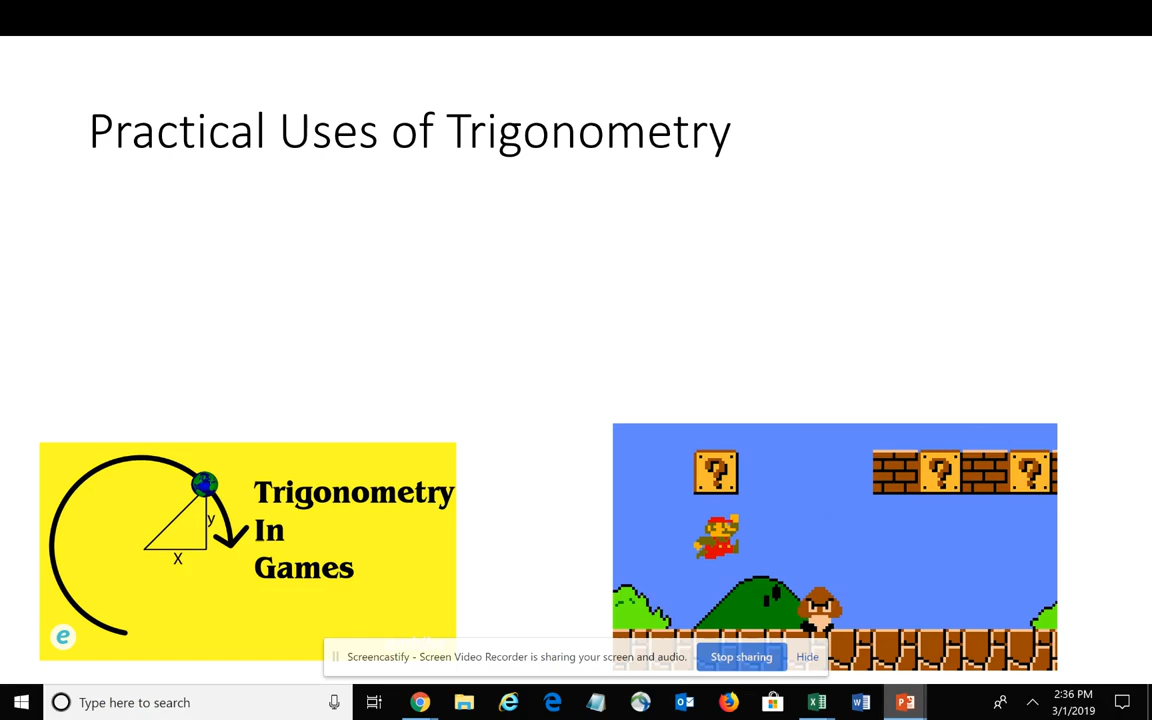 Practical Uses of Trigonometry
Trigonometry
In
Games
y
X
e
?
?
?
Screencastify - Screen Video Recorder is sharing your screen and audio.
Stop sharing
Hide
Type here to search
2:36 PM
3/1/2019